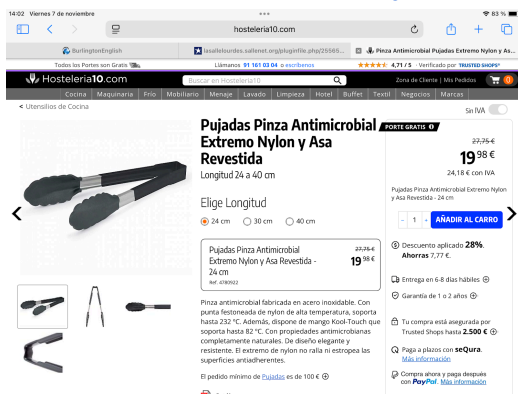 14:02 Viernes 7 de noviembre
83 %
hosteleria10.com
BurlingtonEnglish
lasallelourdes.sallenet.org/pluginfile.php/25565...
Pinza Antimicrobial Pujadas Extremo Nylon y As...
Todos los Portes son Gratis
Llámanos 91 161 03 04 o escríbenos
4,71 / 5 · Verificado por TRUSTED SHOPS®
Hosteleria10.com
Buscar en Hosteleria10
Zona de Cliente | Mis Pedidos
0
Cocina Maquinaria Frío Mobiliario Menaje Lavado Limpieza Hotel Buffet Textil Negocios Marcas
< Utensilios de Cocina
Sin IVA
Pujadas Pinza Antimicrobial
Extremo Nylon y Asa
Revestida
Longitud 24 a 40 cm
Elige Longitud
24 cm 30 cm 40 cm
Pujadas Pinza Antimicrobial
Extremo Nylon y Asa Revestida -
24 cm
Ref. 4780922
27,75 €
19,98 €
Pinza antimicrobial fabricada en acero inoxidable. Con
punta festoneada de nylon de alta temperatura, soporta
hasta 232 °C. Además, dispone de mango Kool-Touch que
soporta hasta 82 °C. Con propiedades antimicrobianas
completamente naturales. De diseño elegante y
resistente. El extremo de nylon no ralla ni estropea las
superficies antiadherentes.
El pedido mínimo de Pujadas es de 100 €
PORTE GRATIS
27,75 €
19,98 €
24,18 € con IVA
Pujadas Pinza Antimicrobial Extremo Nylon
y Asa Revestida - 24 cm
- 1 + AÑADIR AL CARRO
Descuento aplicado 28%.
Ahorras 7,77 €.
Entrega en 6-8 días hábiles
Garantía de 1 o 2 años
Tu compra está asegurada por
Trusted Shops hasta 2.500 €
Paga a plazos con seQura.
Más información
Compra ahora y paga después
con PayPal. Más información